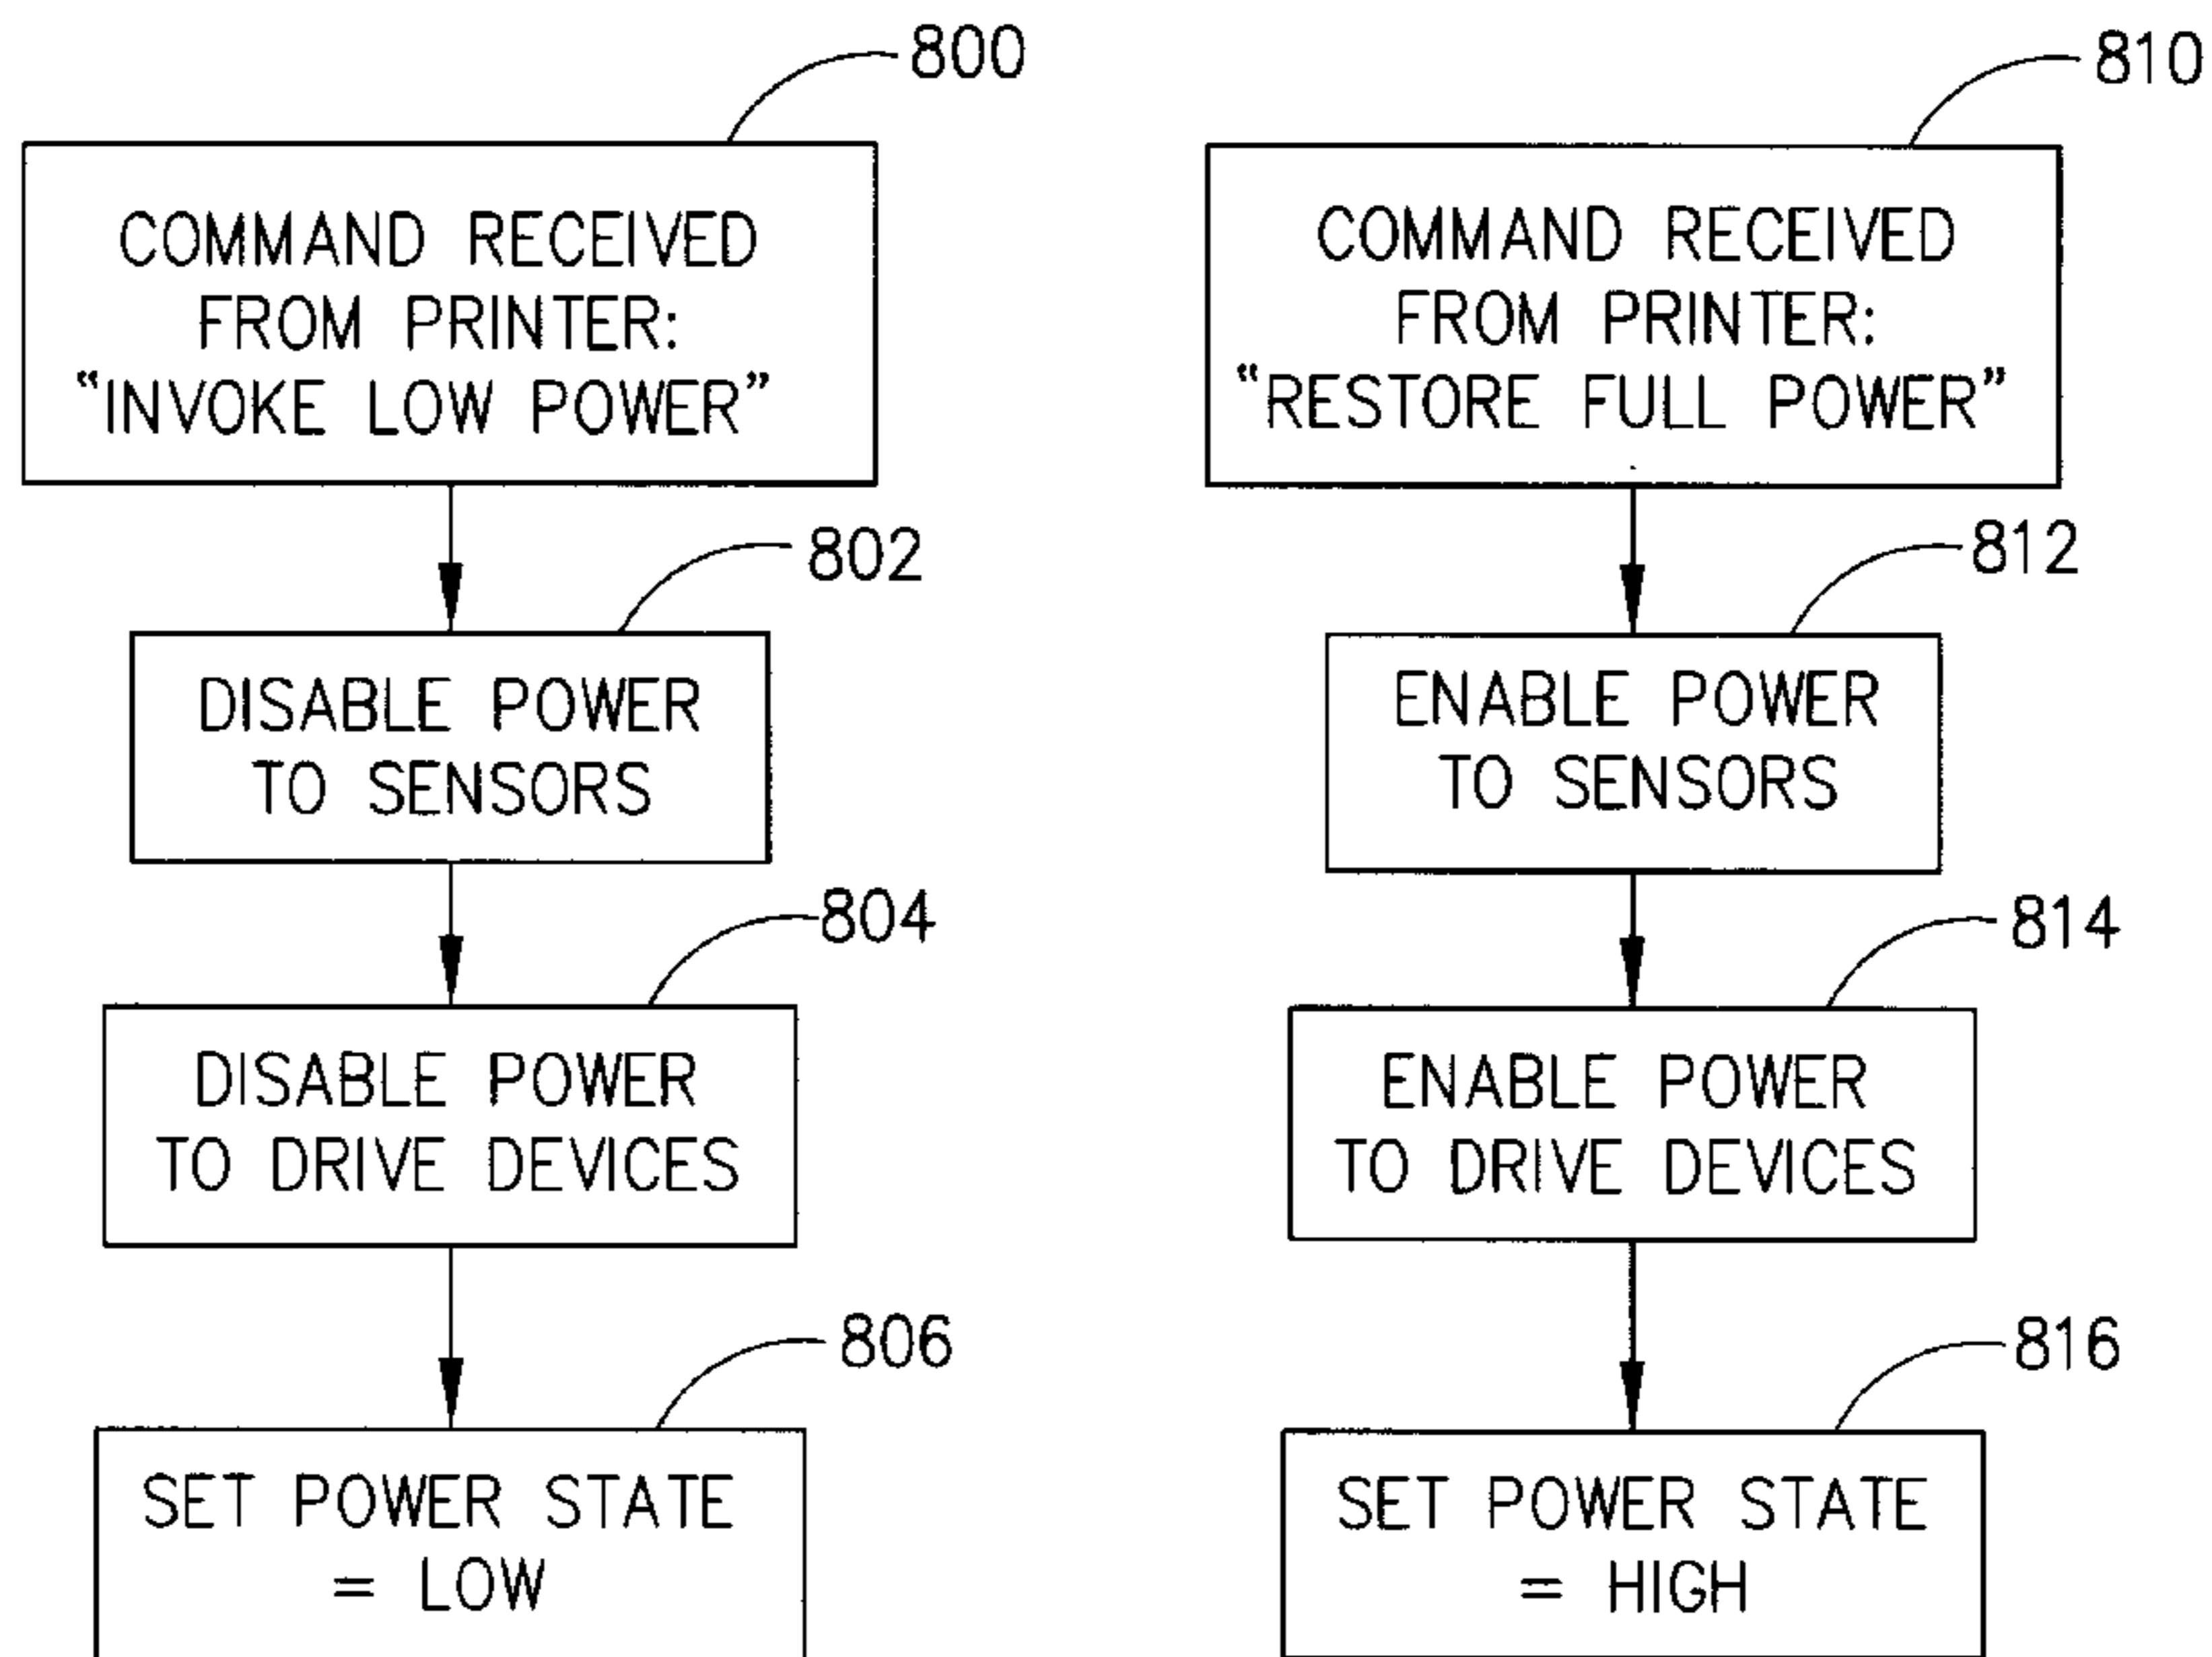 800
COMMAND RECEIVED
FROM PRINTER:
“INVOKE LOW POWER”
802
DISABLE POWER
TO SENSORS
804
DISABLE POWER
TO DRIVE DEVICES
806
SET POWER STATE
= LOW
810
COMMAND RECEIVED
FROM PRINTER:
“RESTORE FULL POWER”
812
ENABLE POWER
TO SENSORS
814
ENABLE POWER
TO DRIVE DEVICES
816
SET POWER STATE
= HIGH